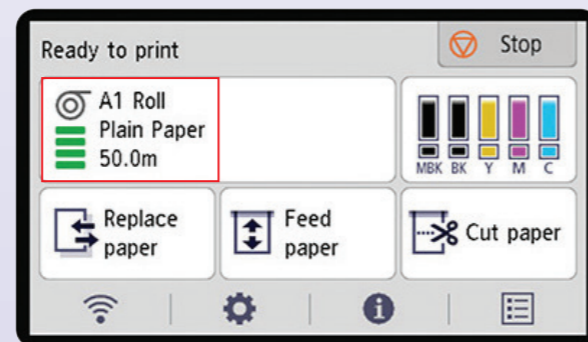 Ready to print
Stop
A1 Roll
Plain Paper
50.0m
MBK BK Y M C
Replace
paper
Feed
paper
Cut paper